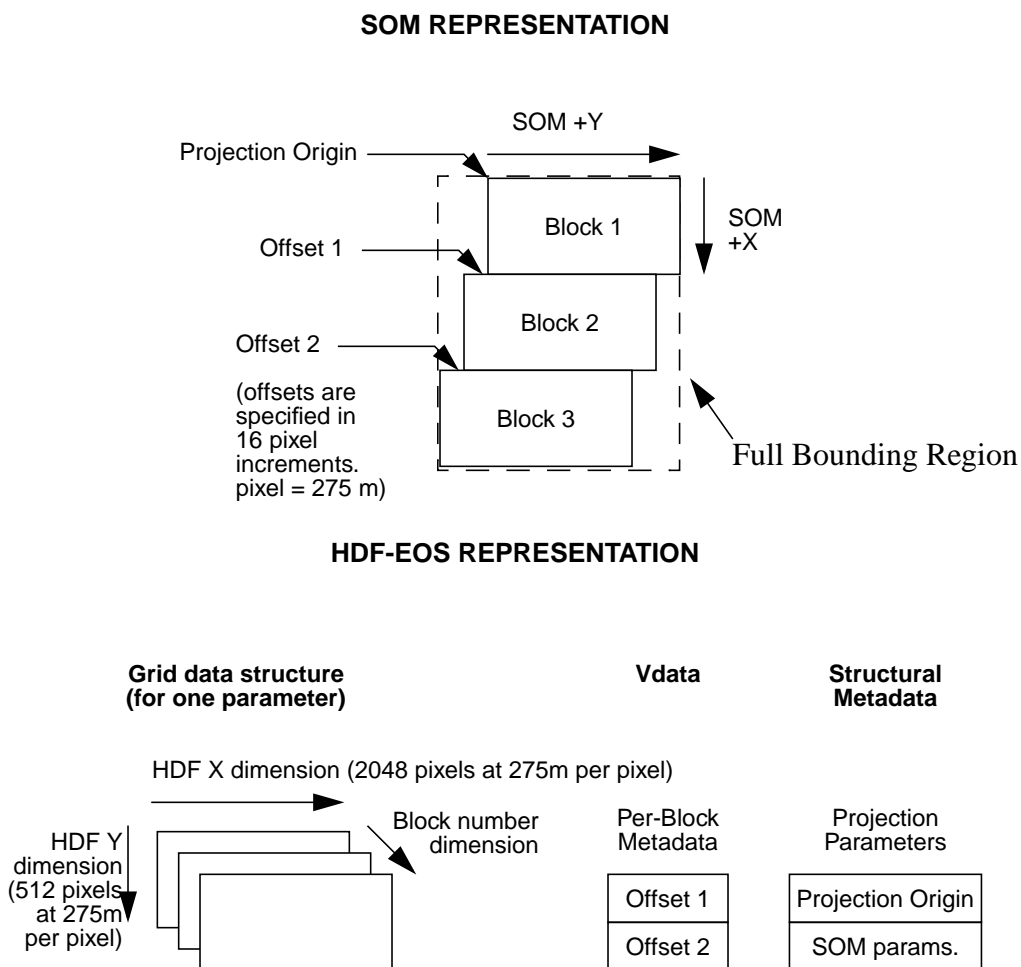 SOM REPRESENTATION
SOM +Y
Projection Origin
Block 1
SOM
+X
Offset 1
Block 2
Offset 2
(offsets are
specified in
16 pixel
increments.
pixel = 275 m)
Block 3
Full Bounding Region
HDF-EOS REPRESENTATION
Grid data structure
(for one parameter)
Vdata
Structural
Metadata
HDF X dimension (2048 pixels at 275m per pixel)
HDF Y
dimension
(512 pixels
at 275m
per pixel)
Block number
dimension
Per-Block
Metadata
Projection
Parameters
Offset 1
Projection Origin
Offset 2
SOM params.